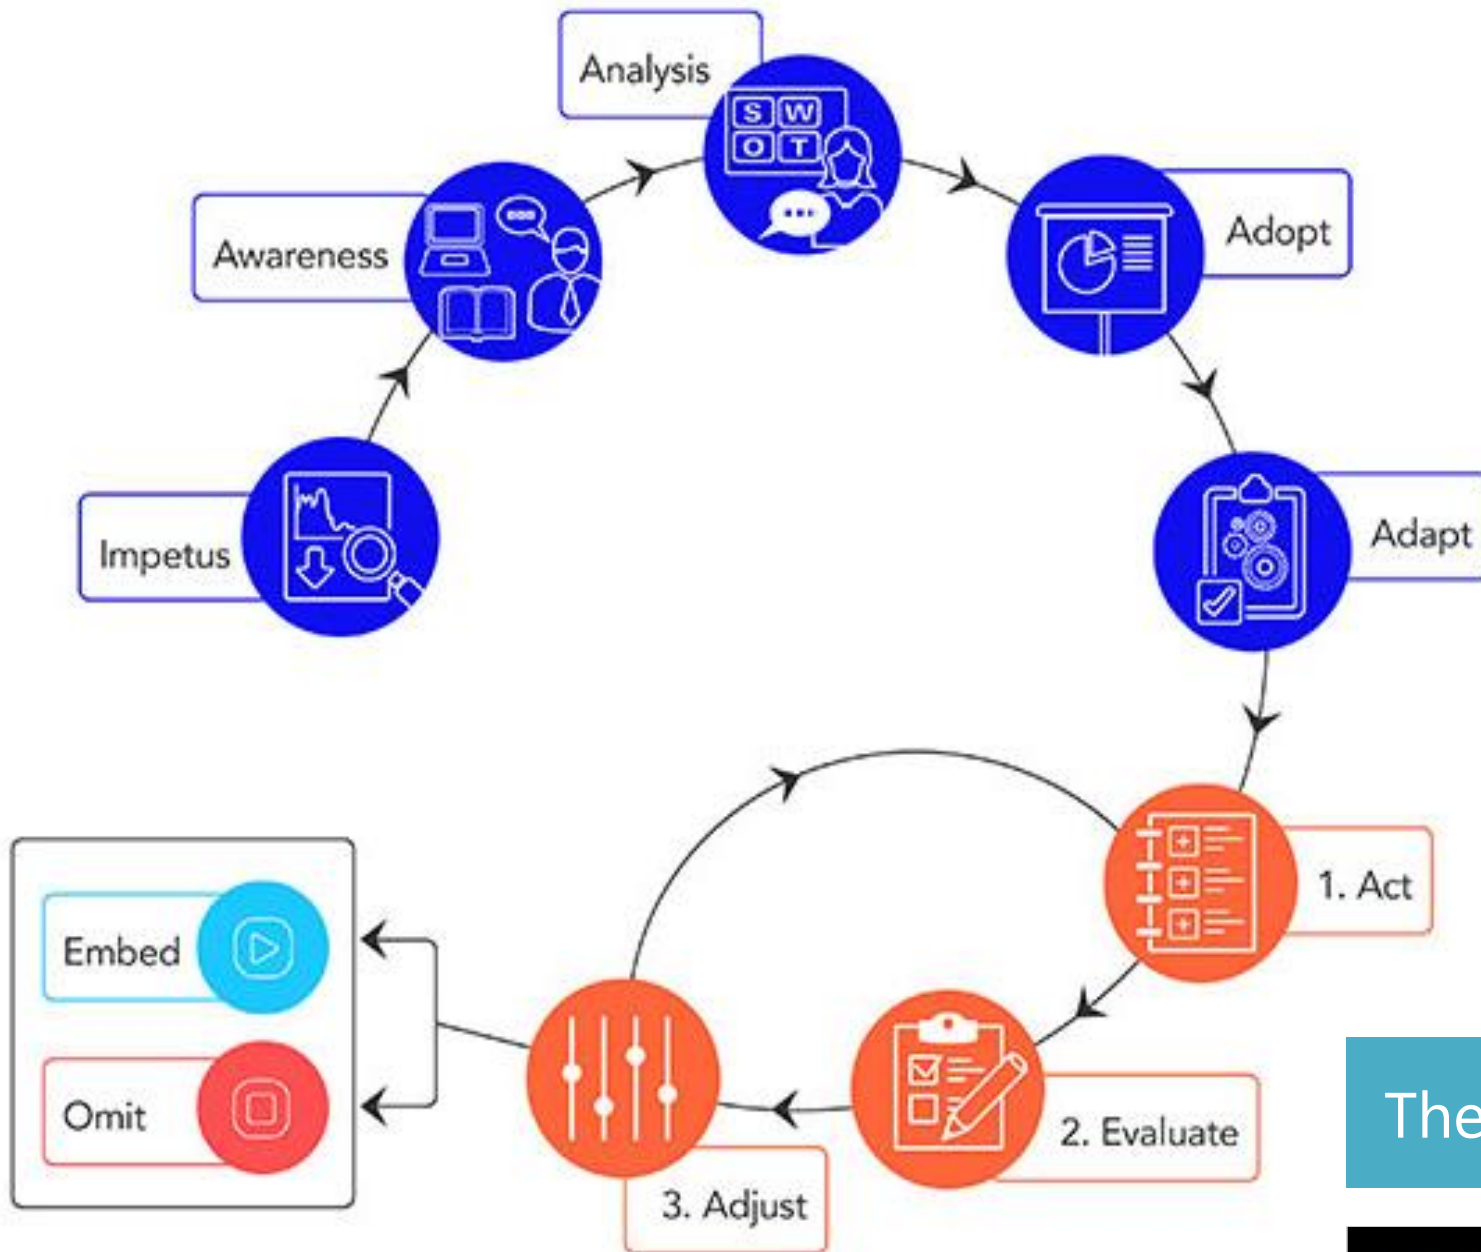 Analysis
S W
O T
Awareness
Adopt
Impetus
Adapt
1. Act
Embed
Omit
2. Evaluate
3. Adjust
The